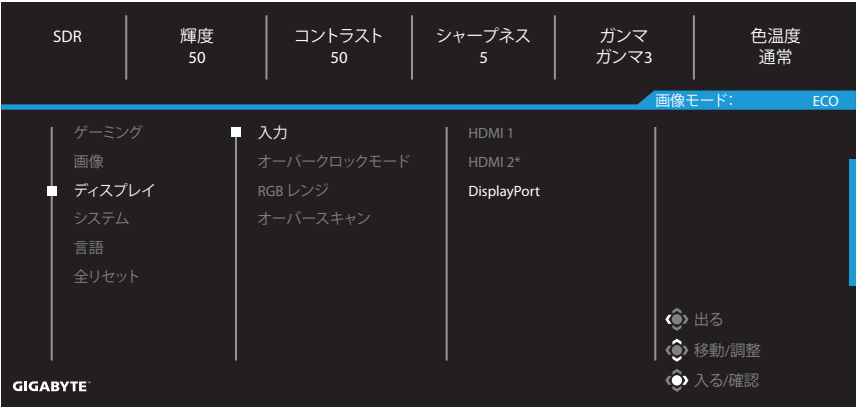 SDR
輝度
50
コントラスト
50
シャープネス
5
ガンマ
ガンマ3
色温度
通常
画像モード: ECO
ゲーミング
画像
ディスプレイ
システム
言語
全リセット
入力
オーバークロックモード
RGB レンジ
オーバースキャン
HDMI 1
HDMI 2*
DisplayPort
出る
移動/調整
入る/確認
GIGABYTE™